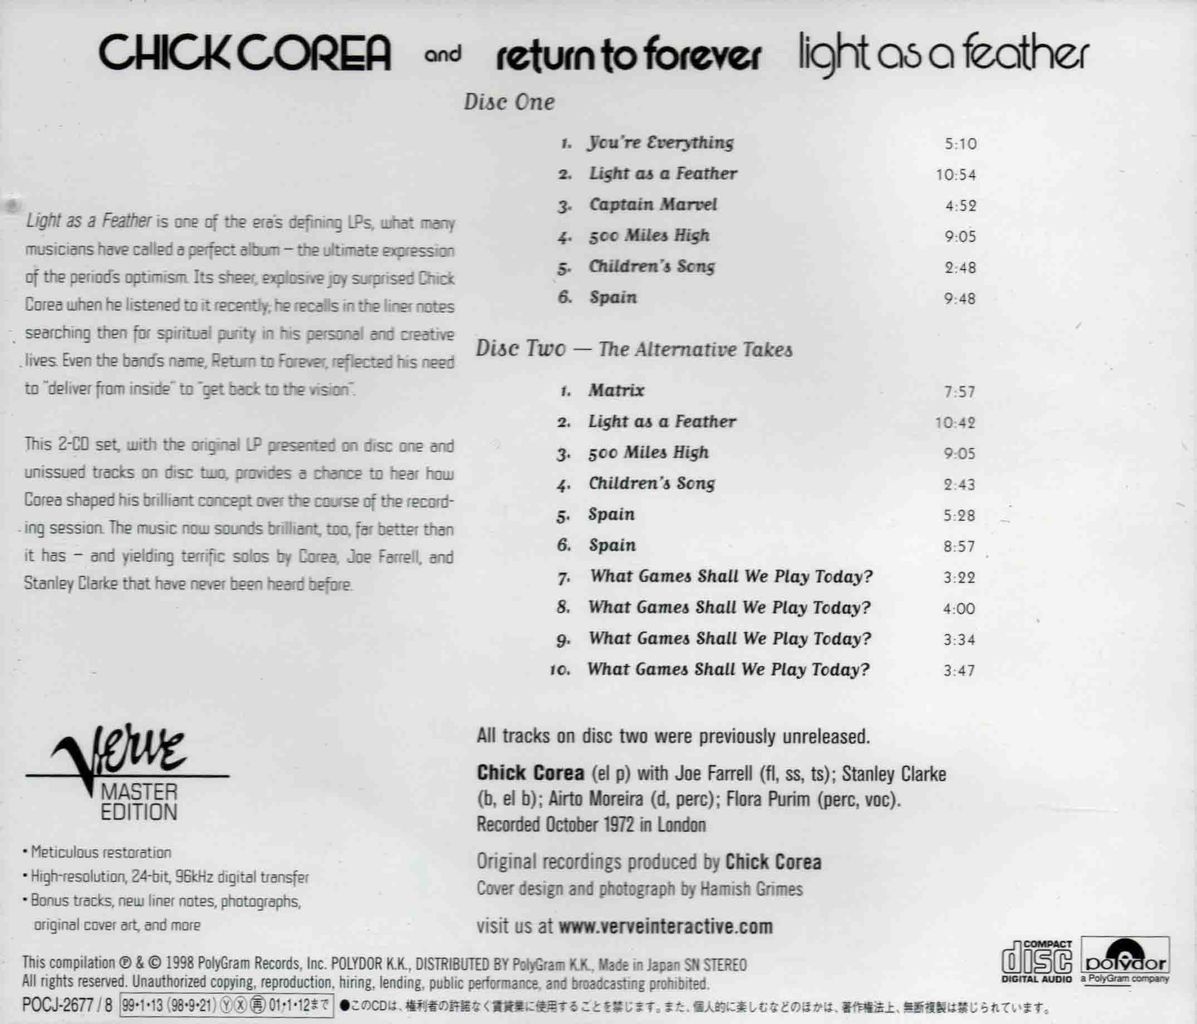 CHICK COREA and return to forever light as a feather
Disc One
1. You're Everything 5:10
2. Light as a Feather 10:54
3. Captain Marvel 4:52
4. 500 Miles High 9:05
5. Children's Song 2:48
6. Spain 9:48
Disc Two — The Alternative Takes
1. Matrix 7:57
2. Light as a Feather 10:42
3. 500 Miles High 9:05
4. Children's Song 2:43
5. Spain 5:28
6. Spain 8:57
7. What Games Shall We Play Today? 3:22
8. What Games Shall We Play Today? 4:00
9. What Games Shall We Play Today? 3:34
10. What Games Shall We Play Today? 3:47
Light as a Feather is one of the era's defining LPs, what many
musicians have called a perfect album – the ultimate expression
of the period's optimism. Its sheer, explosive joy surprised Chick
Corea when he listened to it recently; he recalls in the liner notes
searching then for spiritual purity in his personal and creative
lives. Even the band's name, Return to Forever, reflected his need
to "deliver from inside" to "get back to the vision".
This 2-CD set, with the original LP presented on disc one and
unissued tracks on disc two, provides a chance to hear how
Corea shaped his brilliant concept over the course of the record-
ing session. The music now sounds brilliant, too, far better than
it has – and yielding terrific solos by Corea, Joe Farrell, and
Stanley Clarke that have never been heard before.
All tracks on disc two were previously unreleased.
Chick Corea (el p) with Joe Farrell (fl, ss, ts); Stanley Clarke
(b, el b); Airto Moreira (d, perc); Flora Purim (perc, voc).
Recorded October 1972 in London
Original recordings produced by Chick Corea
Cover design and photograph by Hamish Grimes
visit us at www.verveinteractive.com
Verve
MASTER
EDITION
• Meticulous restoration
• High-resolution, 24-bit, 96kHz digital transfer
• Bonus tracks, new liner notes, photographs,
original cover art, and more
This compilation ℗ & © 1998 PolyGram Records, Inc. POLYDOR K.K., DISTRIBUTED BY PolyGram K.K., Made in Japan SN STEREO
All rights reserved. Unauthorized copying, reproduction, hiring, lending, public performance, and broadcasting prohibited.
POCJ-2677/8 99·1·13 (98·9·21) Ⓨ Ⓧ ㊢ 01·1·12まで ●このCDは、権利者の許諾なく賃貸業に使用することを禁じます。また、個人的に楽しむなどのほかは、著作権法上、無断複製は禁じられています。
COMPACT
disc
DIGITAL AUDIO
polydor
a PolyGram company